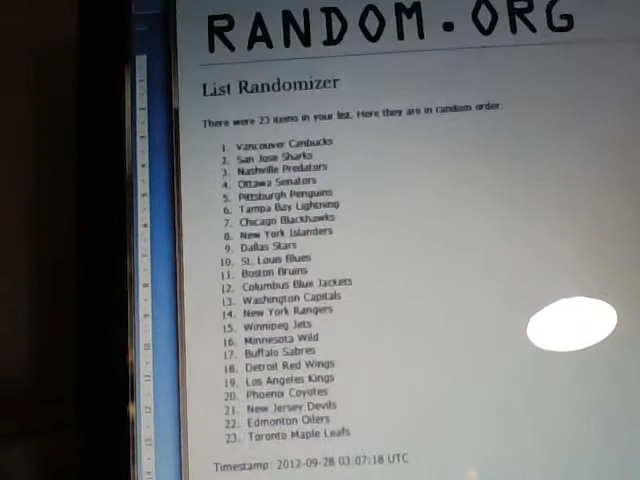 RANDOM.ORG
List Randomizer
There were 23 items in your list. Here they are in random order:
1. Vancouver Canbucks
2. San Jose Sharks
3. Nashville Predators
4. Ottawa Senators
5. Pittsburgh Penguins
6. Tampa Bay Lightning
7. Chicago Blackhawks
8. New York Islanders
9. Dallas Stars
10. St. Louis Blues
11. Boston Bruins
12. Columbus Blue Jackets
13. Washington Capitals
14. New York Rangers
15. Winnipeg Jets
16. Minnesota Wild
17. Buffalo Sabres
18. Detroit Red Wings
19. Los Angeles Kings
20. Phoenix Coyotes
21. New Jersey Devils
22. Edmonton Oilers
23. Toronto Maple Leafs
Timestamp: 2012-09-28 03:07:18 UTC